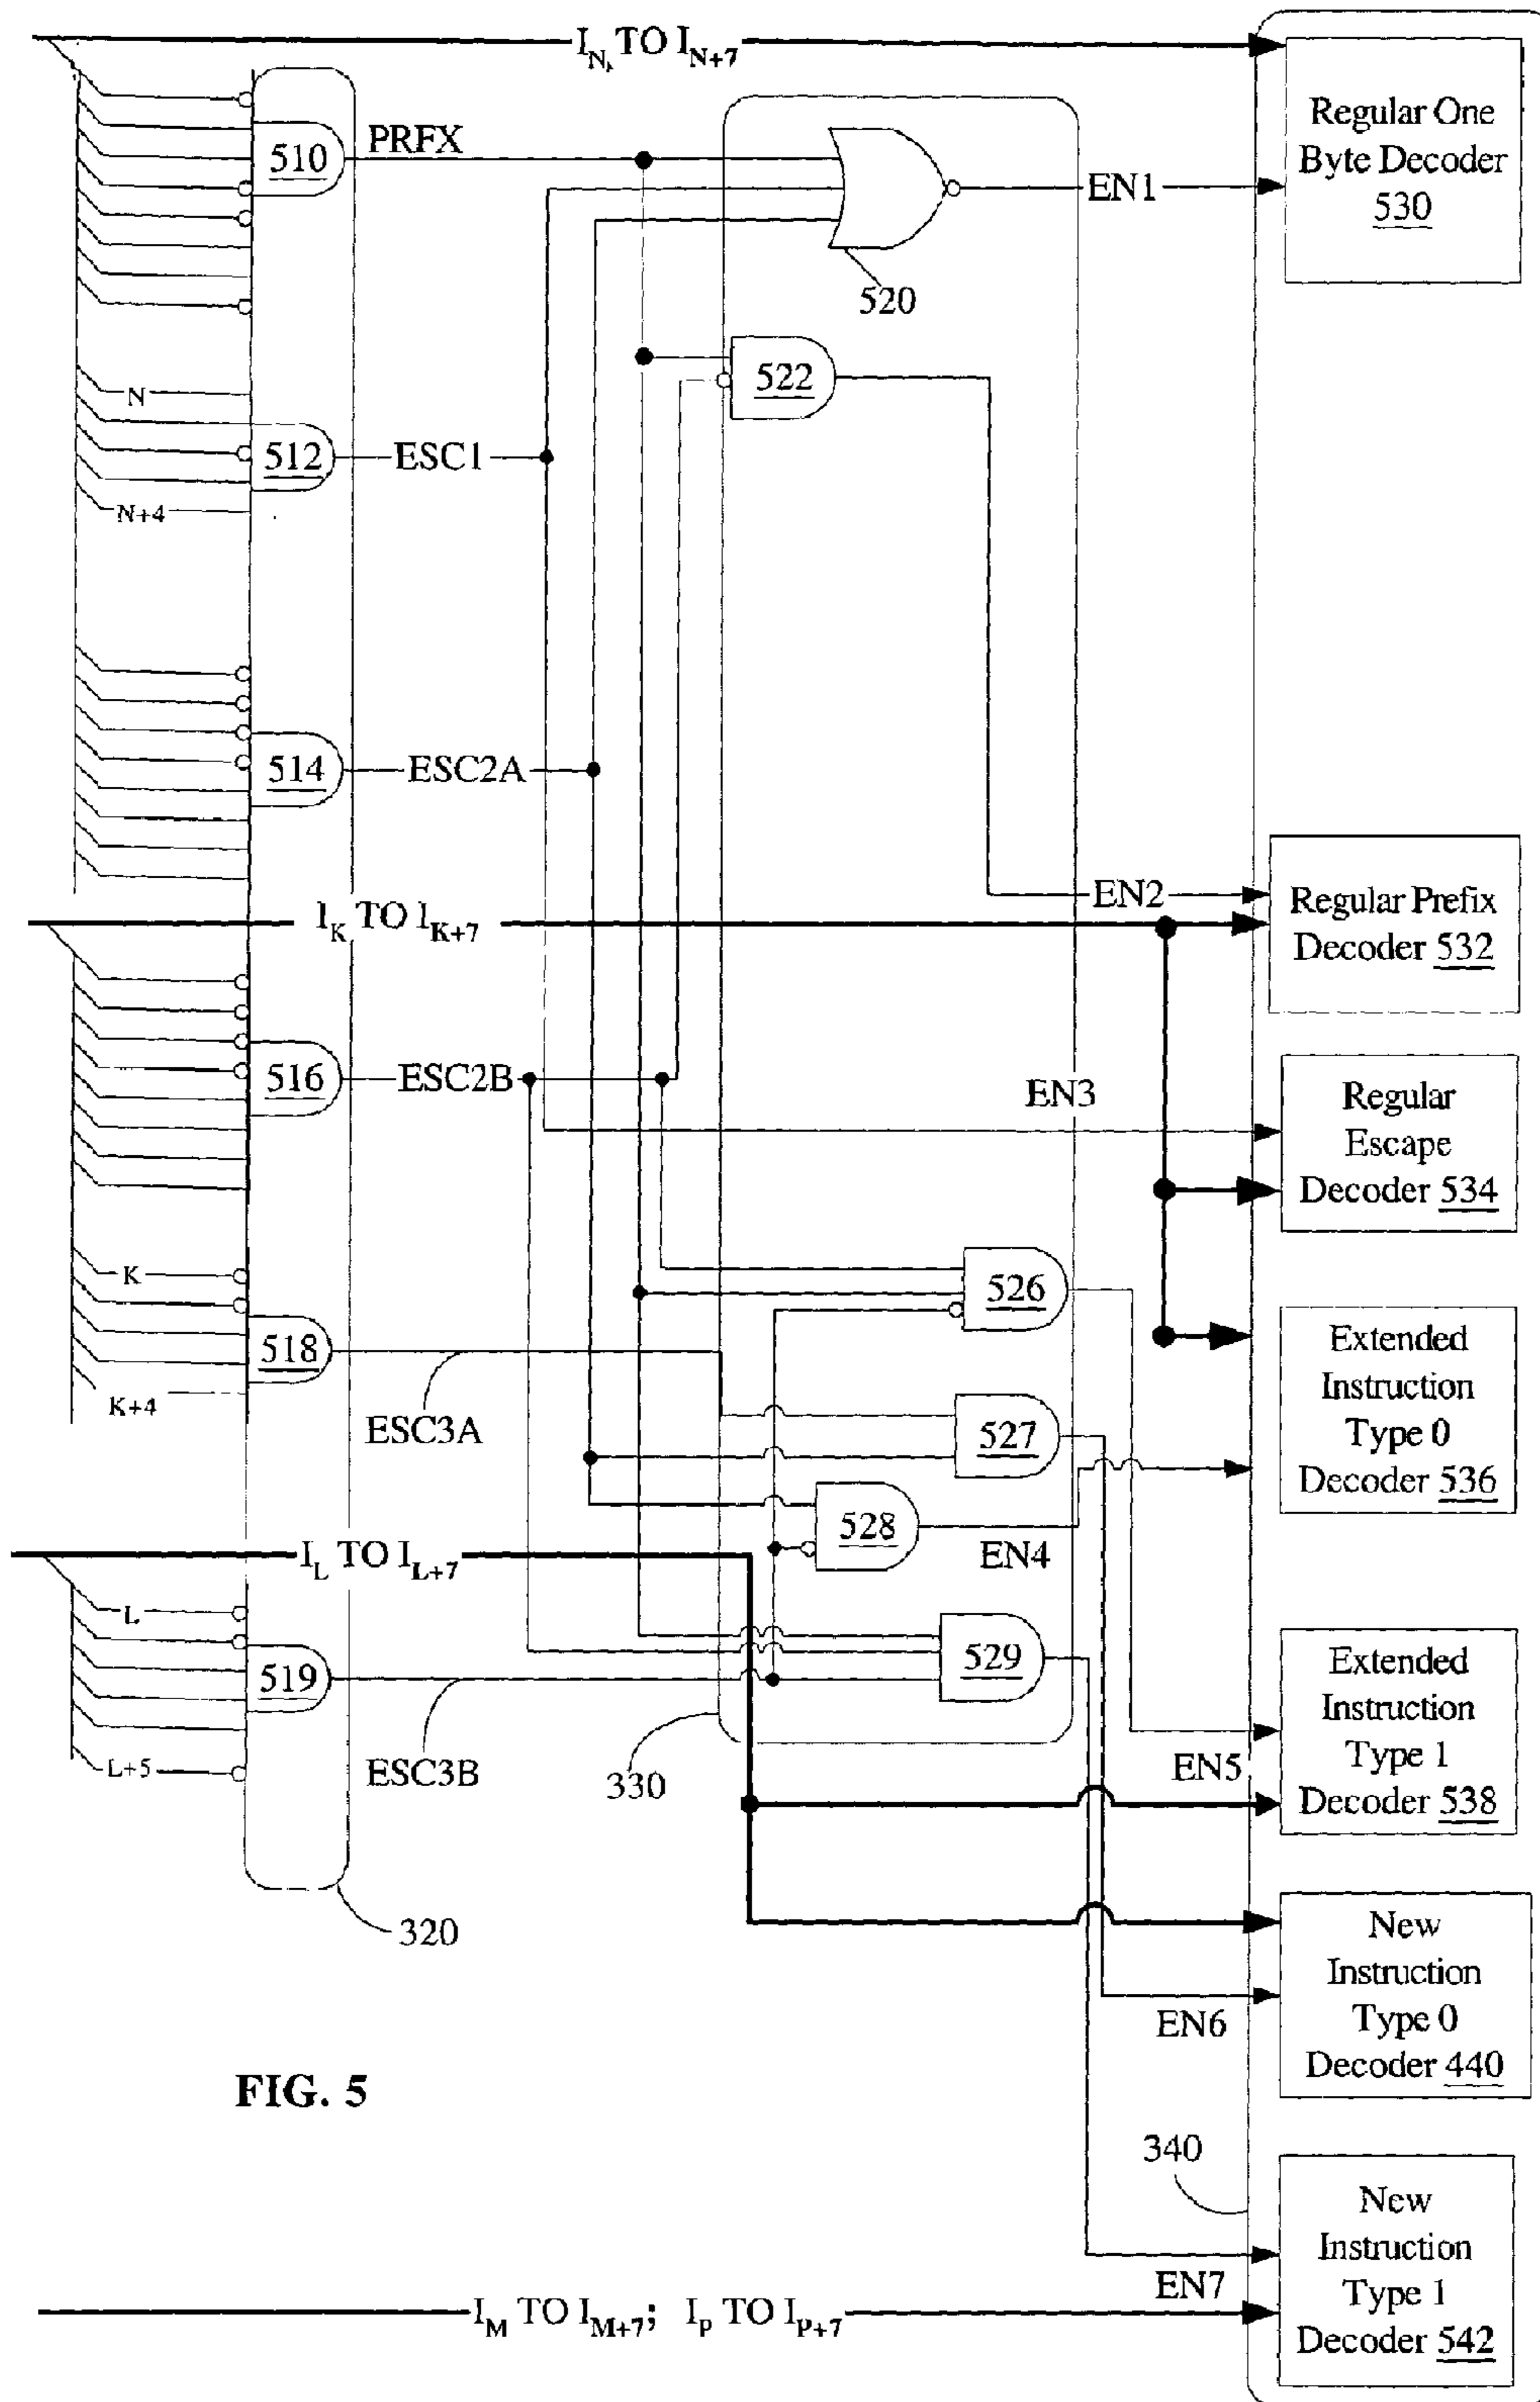 I_N, TO I_N+7
Regular One
Byte Decoder
530
PRFX
510
EN1
520
522
N
512
ESC1
N+4
514
ESC2A
EN2
I_K TO I_K+7
Regular Prefix
Decoder 532
516
ESC2B
EN3
Regular
Escape
Decoder 534
K
526
518
K+4
ESC3A
527
Extended
Instruction
Type 0
Decoder 536
528
EN4
I_L TO I_L+7
L
519
529
L+5
ESC3B
330
EN5
Extended
Instruction
Type 1
Decoder 538
320
New
Instruction
Type 0
Decoder 440
EN6
FIG. 5
340
New
Instruction
Type 1
Decoder 542
EN7
I_M TO I_M+7; I_P TO I_P+7